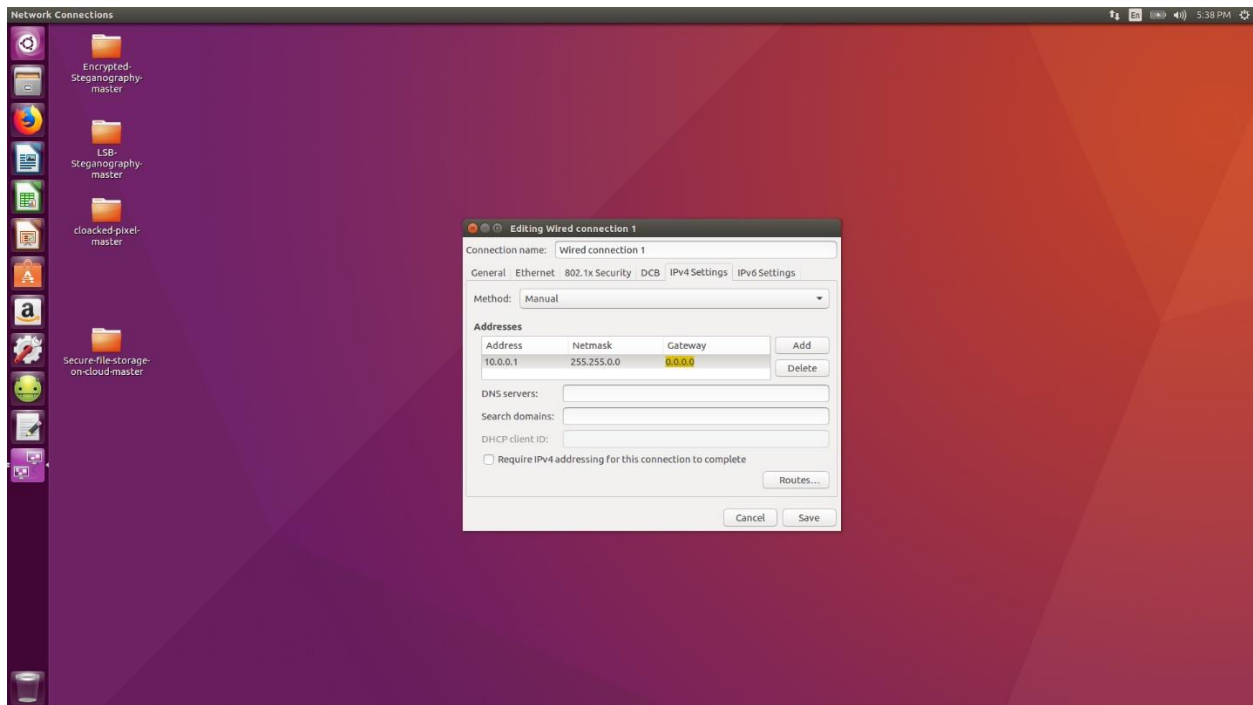 Network Connections
En
5:38 PM
Encrypted-
Steganography-
master
LSB-
Steganography-
master
cloacked-pixel-
master
Secure-file-storage-
on-cloud-master
Editing Wired connection 1
Connection name: Wired connection 1
General Ethernet 802.1x Security DCB IPv4 Settings IPv6 Settings
Method: Manual
Addresses
Address Netmask Gateway Add
10.0.0.1 255.255.0.0 0.0.0.0
Delete
DNS servers:
Search domains:
DHCP client ID:
Require IPv4 addressing for this connection to complete
Routes...
Cancel Save